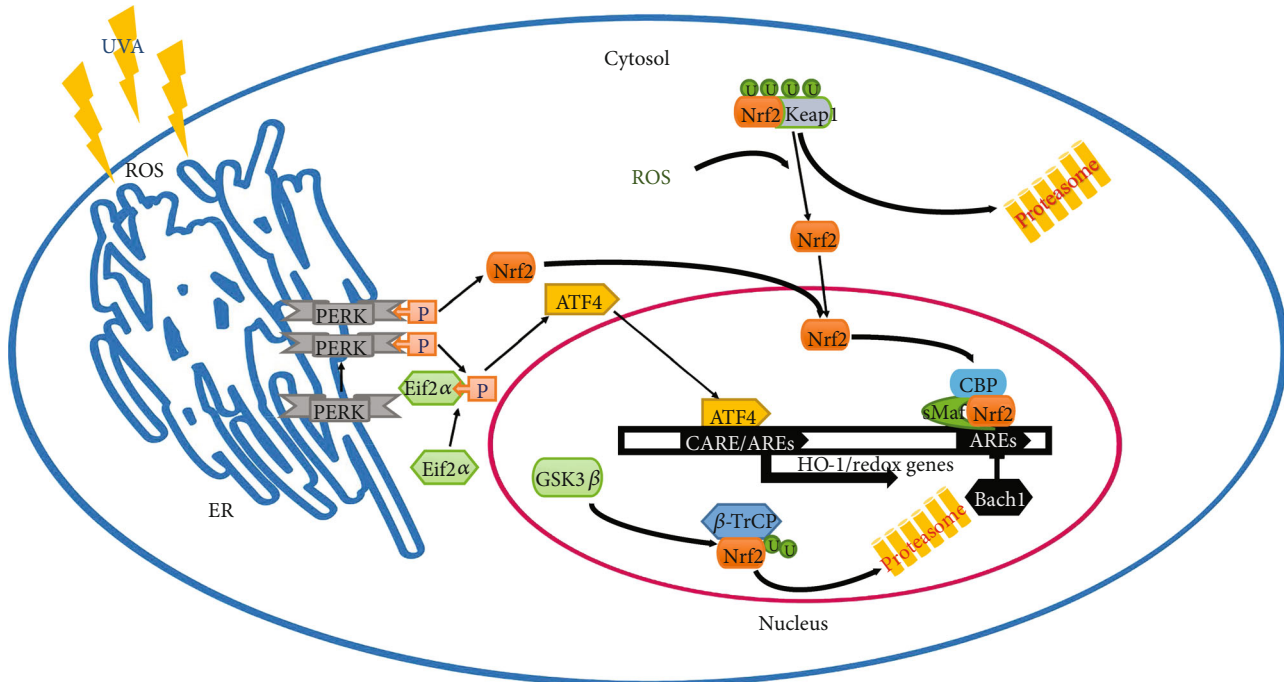 UVA
Cytosol
U U U U
Nrf2 Keap1
ROS
ROS
Proteasome
Nrf2
Nrf2
PERK P
ATF4
Nrf2
PERK P
Eif2α P
CBP
PERK
sMaf Nrf2
ATF4
CARE/AREs AREs
Eif2α
HO-1/redox genes
GSK3 β
Bach1
ER
β-TrCP
Nrf2 U U
Proteasome
Nucleus